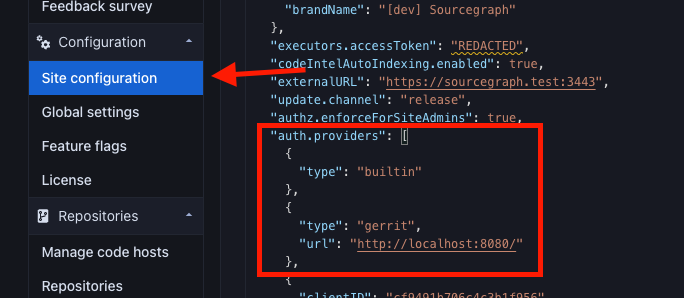 Feedback survey
Configuration
Site configuration
Global settings
Feature flags
License
Repositories
Manage code hosts
Repositories
"brandName": "[dev] Sourcegraph"
},
"executors.accessToken": "REDACTED",
"codeIntelAutoIndexing.enabled": true,
"externalURL": "https://sourcegraph.test:3443",
"update.channel": "release",
"authz.enforceForSiteAdmins": true,
"auth.providers": [
{
"type": "builtin"
},
{
"type": "gerrit",
"url": "http://localhost:8080/"
},
{
"clientID":